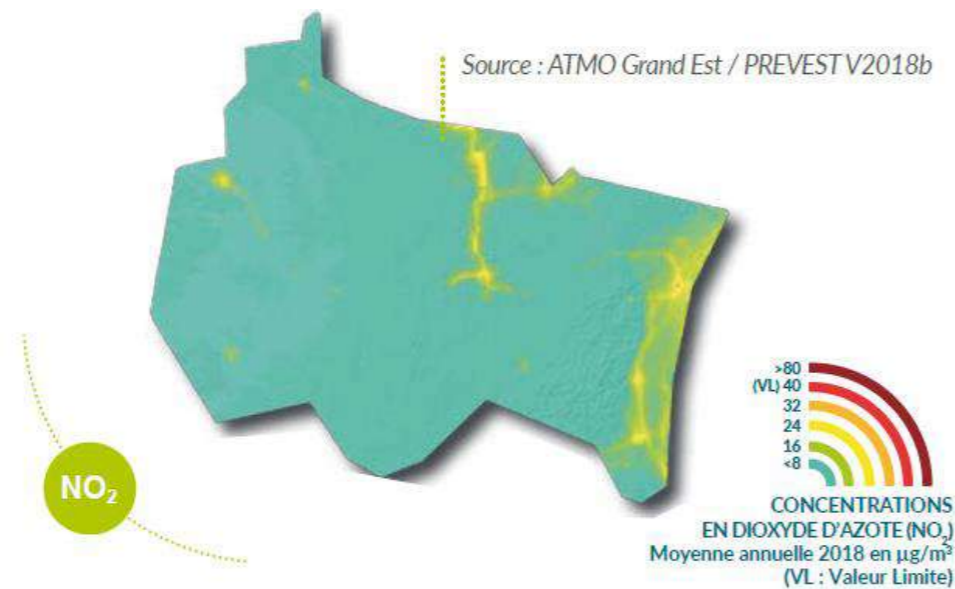 Source : ATMO Grand Est / PREVEST V2018b
>80
(VL) 40
32
24
16
<8
NO₂
CONCENTRATIONS
EN DIOXYDE D'AZOTE (NO₂)
Moyenne annuelle 2018 en µg/m³
(VL : Valeur Limite)